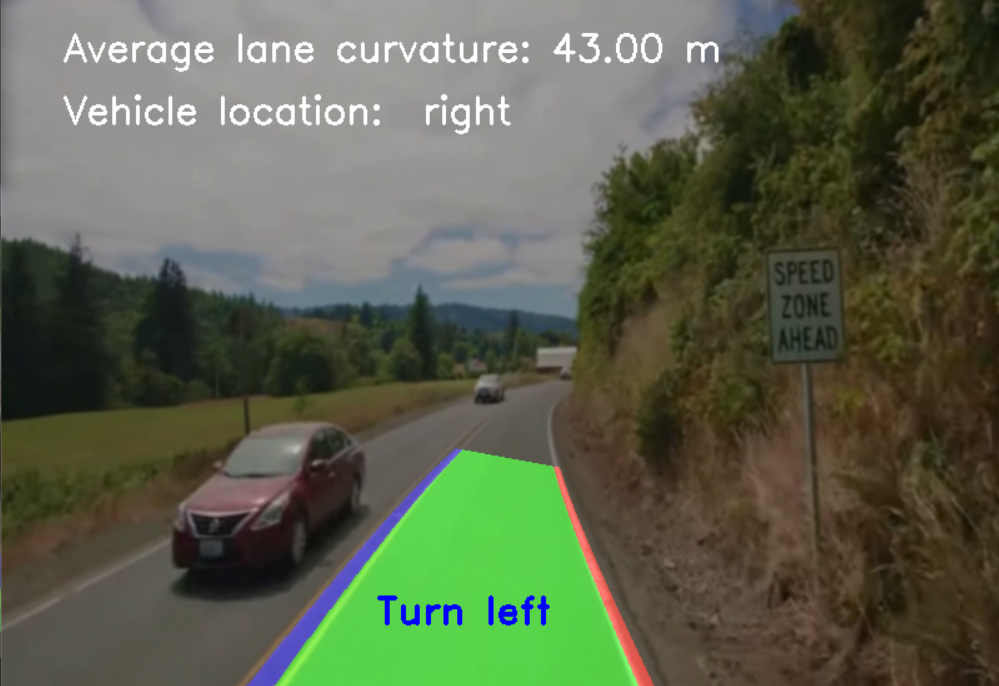 Average lane curvature: 43.00 m
Vehicle location:  right
SPEED
ZONE
AHEAD
Turn left